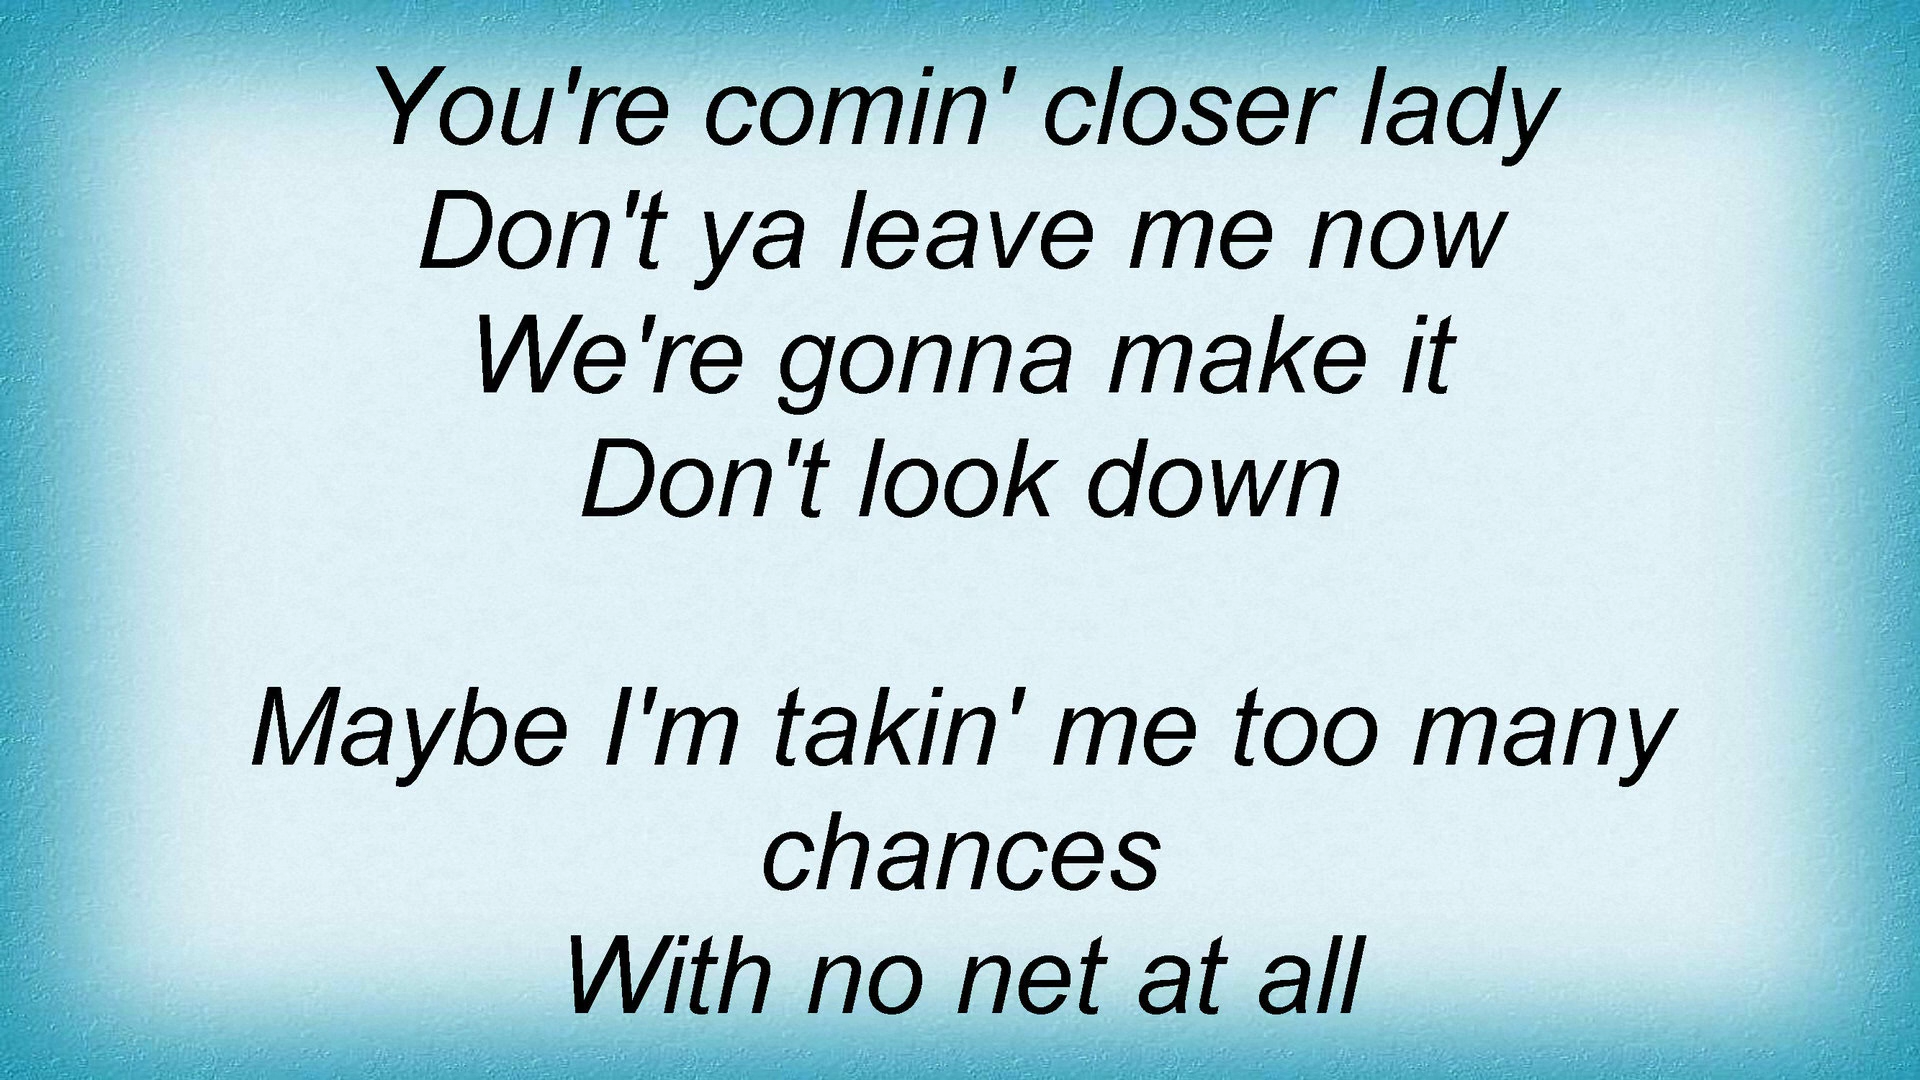 You're comin' closer lady
Don't ya leave me now
We're gonna make it
Don't look down
Maybe I'm takin' me too many
chances
With no net at all